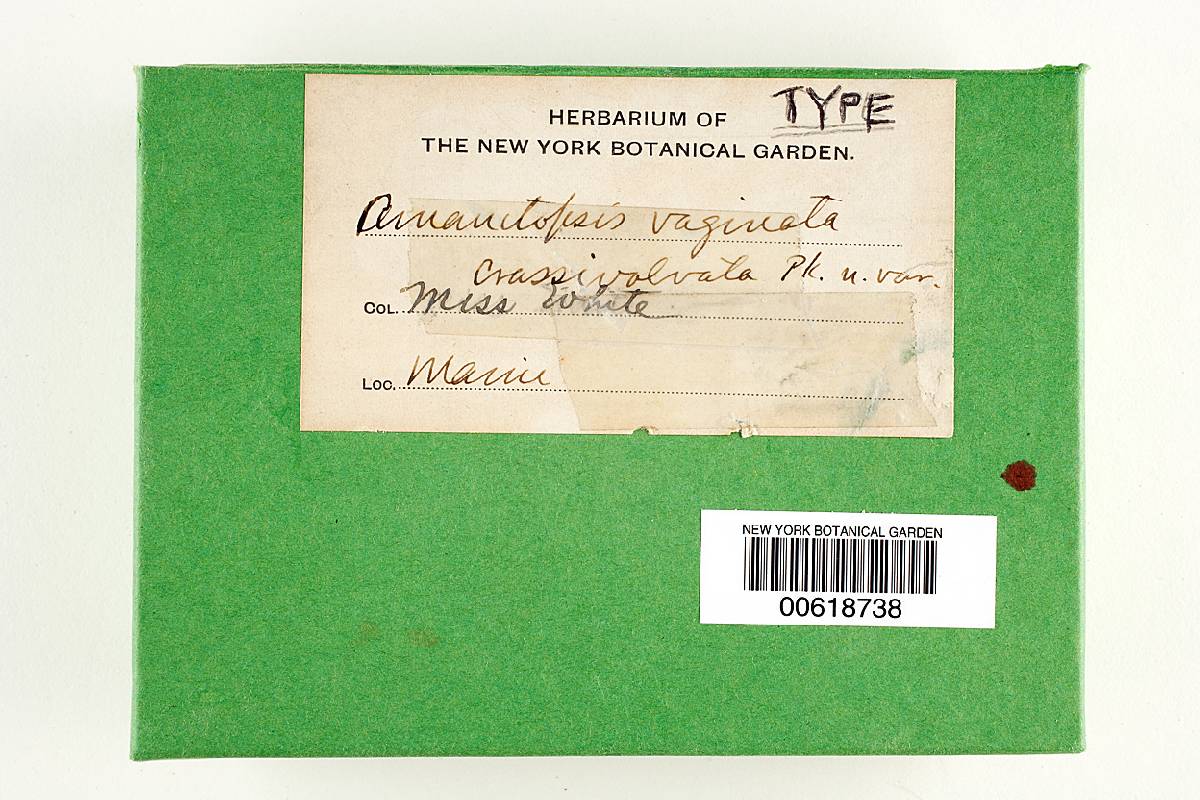 TYPE
HERBARIUM OF
THE NEW YORK BOTANICAL GARDEN.
Amanitopsis vaginata
crassivolvata Pk. n. var.
COL. Miss White
LOC. Maine
NEW YORK BOTANICAL GARDEN
00618738